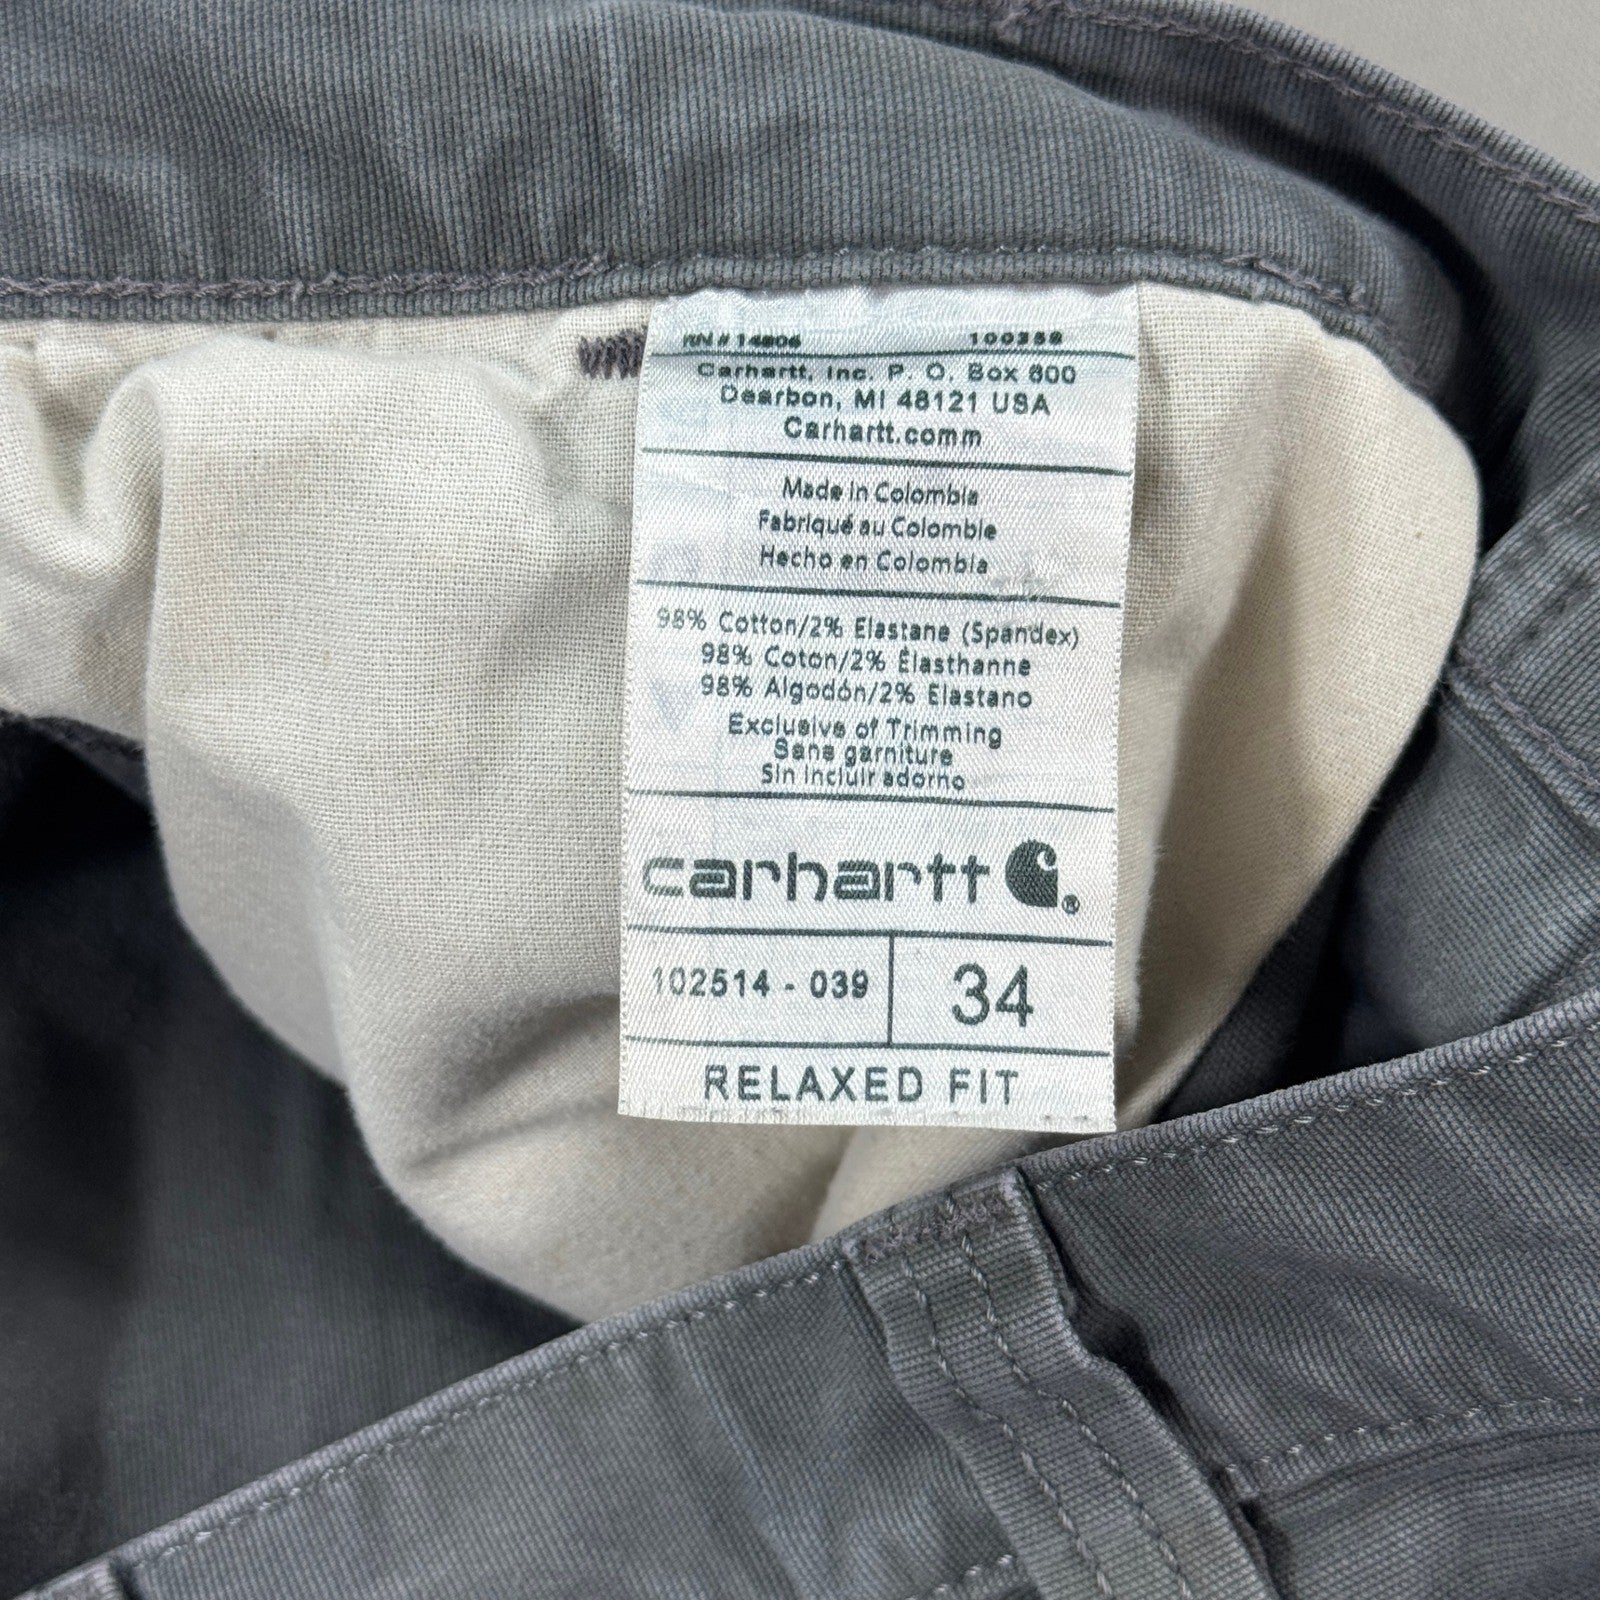 RN # 14806 100358
Carhartt, Inc. P. O. Box 600
Dearbon, MI 48121 USA
Carhartt.comm
Made in Colombia
Fabriqué au Colombie
Hecho en Colombia
98% Cotton/2% Elastane (Spandex)
98% Coton/2% Élasthanne
98% Algodón/2% Elastano
Exclusive of Trimming
Sans garniture
Sin incluir adorno
carhartt ®
102514 - 039 34
RELAXED FIT